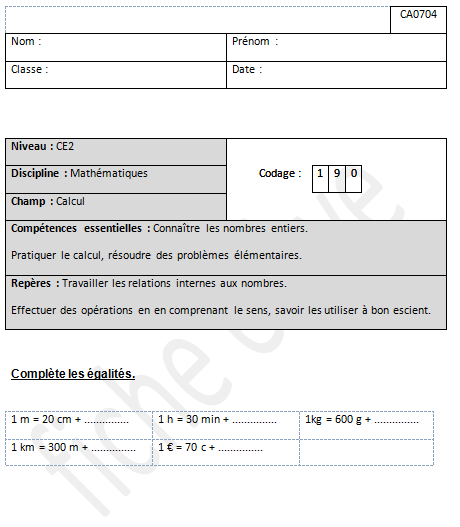 CA0704
Nom : Prénom :
Classe : Date :
Niveau : CE2
Discipline : Mathématiques
Codage : 1 9 0
Champ : Calcul
Compétences essentielles : Connaître les nombres entiers.
Pratiquer le calcul, résoudre des problèmes élémentaires.
Repères : Travailler les relations internes aux nombres.
Effectuer des opérations en en comprenant le sens, savoir les utiliser à bon escient.
Complète les égalités.
1 m = 20 cm + ............... 1 h = 30 min + ............... 1kg = 600 g + ...............
1 km = 300 m + ............... 1 € = 70 c + ...............
fiche élève